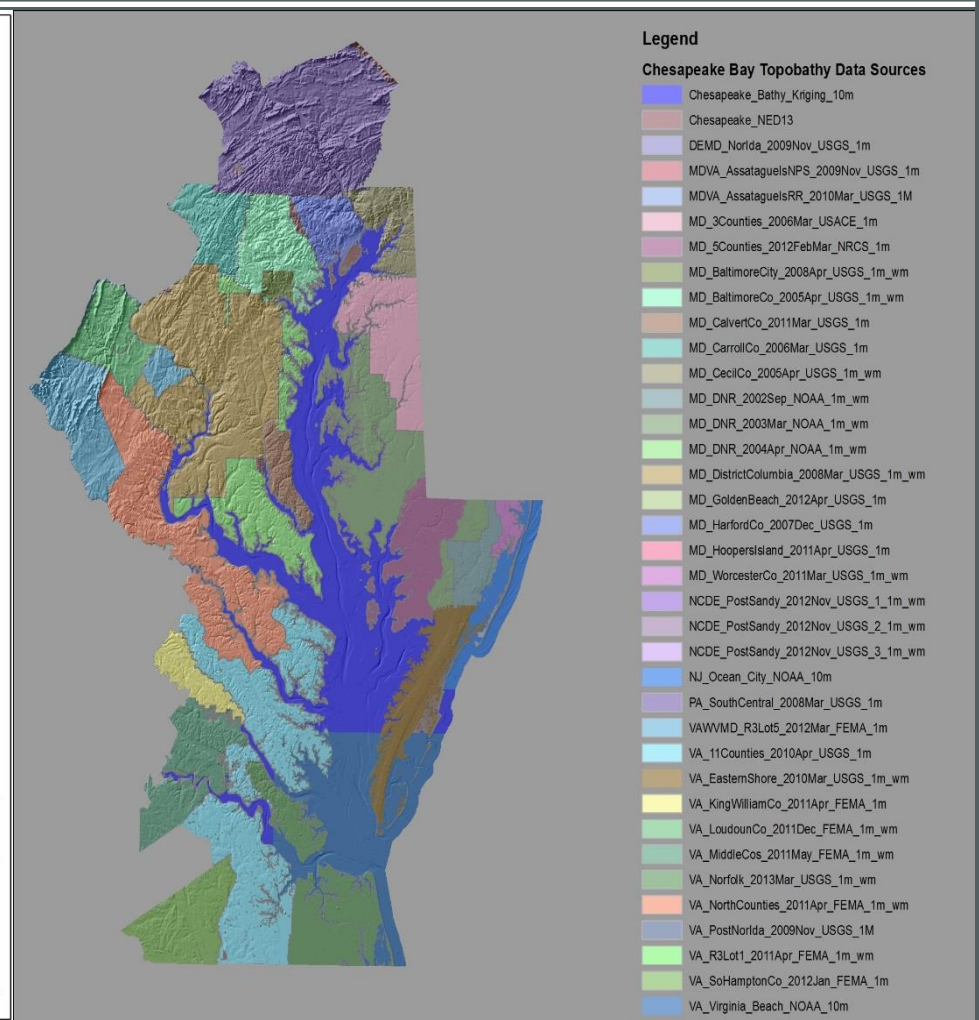 Legend
Chesapeake Bay Topobathy Data Sources
Chesapeake_Bathy_Kriging_10m
Chesapeake_NED13
DEMD_NorIda_2009Nov_USGS_1m
MDVA_AssatagueIsNPS_2009Nov_USGS_1m
MDVA_AssatagueIsRR_2010Mar_USGS_1M
MD_3Counties_2006Mar_USACE_1m
MD_5Counties_2012FebMar_NRCS_1m
MD_BaltimoreCity_2008Apr_USGS_1m_wm
MD_BaltimoreCo_2005Apr_USGS_1m_wm
MD_CalvertCo_2011Mar_USGS_1m
MD_CarrollCo_2006Mar_USGS_1m
MD_CecilCo_2005Apr_USGS_1m_wm
MD_DNR_2002Sep_NOAA_1m_wm
MD_DNR_2003Mar_NOAA_1m_wm
MD_DNR_2004Apr_NOAA_1m_wm
MD_DistrictColumbia_2008Mar_USGS_1m_wm
MD_GoldenBeach_2012Apr_USGS_1m
MD_HarfordCo_2007Dec_USGS_1m
MD_HoopersIsland_2011Apr_USGS_1m
MD_WorcesterCo_2011Mar_USGS_1m_wm
NCDE_PostSandy_2012Nov_USGS_1_1m_wm
NCDE_PostSandy_2012Nov_USGS_2_1m_wm
NCDE_PostSandy_2012Nov_USGS_3_1m_wm
NJ_Ocean_City_NOAA_10m
PA_SouthCentral_2008Mar_USGS_1m
VAWVMD_R3Lot5_2012Mar_FEMA_1m
VA_11Counties_2010Apr_USGS_1m
VA_EasternShore_2010Mar_USGS_1m_wm
VA_KingWilliamCo_2011Apr_FEMA_1m
VA_LoudounCo_2011Dec_FEMA_1m_wm
VA_MiddleCos_2011May_FEMA_1m_wm
VA_Norfolk_2013Mar_USGS_1m_wm
VA_NorthCounties_2011Apr_FEMA_1m_wm
VA_PostNorIda_2009Nov_USGS_1M
VA_R3Lot1_2011Apr_FEMA_1m_wm
VA_SoHamptonCo_2012Jan_FEMA_1m
VA_Virginia_Beach_NOAA_10m